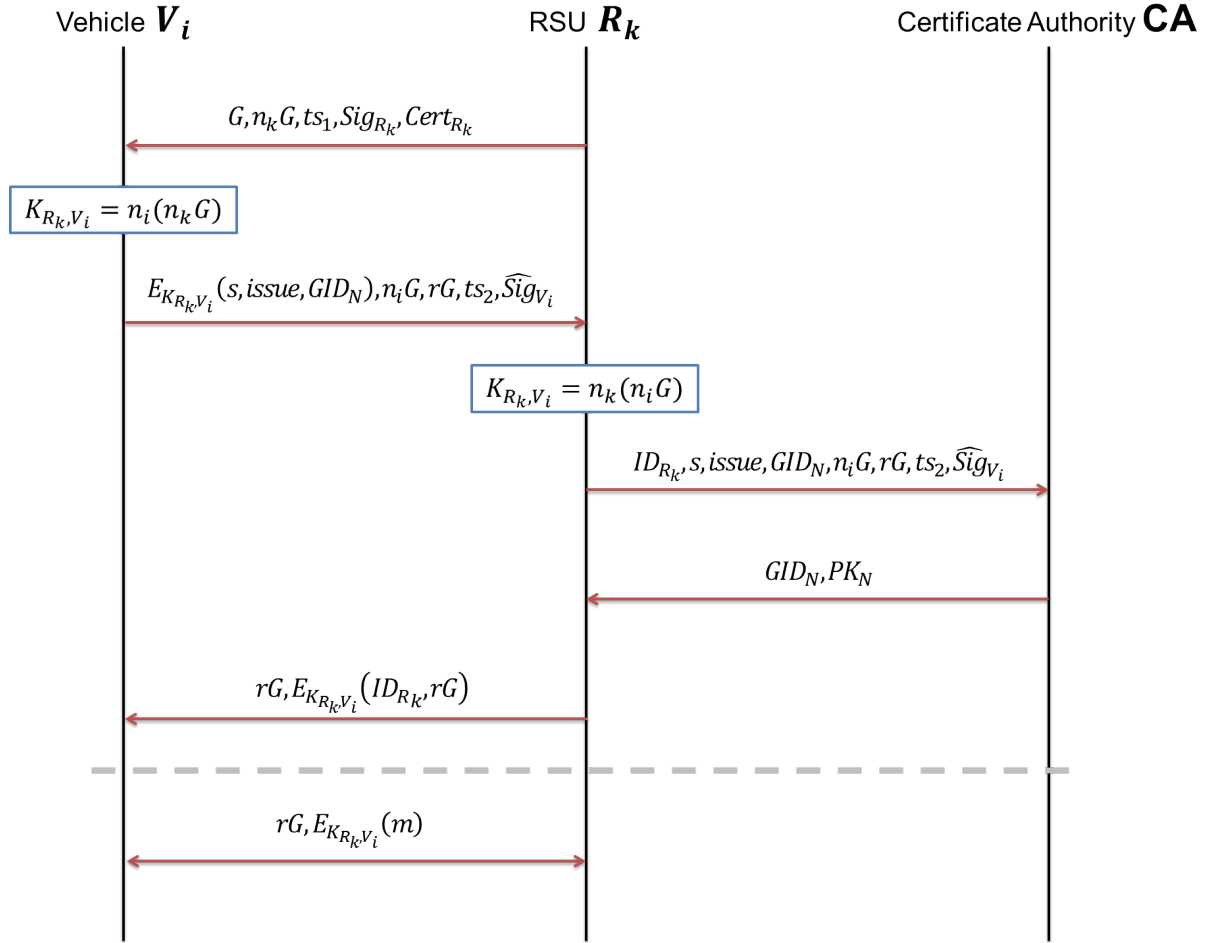 Vehicle V_i RSU R_k Certificate Authority CA
G, n_kG, ts_1, Sig_{R_k}, Cert_{R_k}
K_{R_k,V_i} = n_i(n_kG)
E_{K_{R_k,V_i}}(s, issue, GID_N), n_iG, rG, ts_2, \widehat{Sig}_{V_i}
K_{R_k,V_i} = n_k(n_iG)
ID_{R_k}, s, issue, GID_N, n_iG, rG, ts_2, \widehat{Sig}_{V_i}
GID_N, PK_N
rG, E_{K_{R_k,V_i}}(ID_{R_k}, rG)
rG, E_{K_{R_k,V_i}}(m)